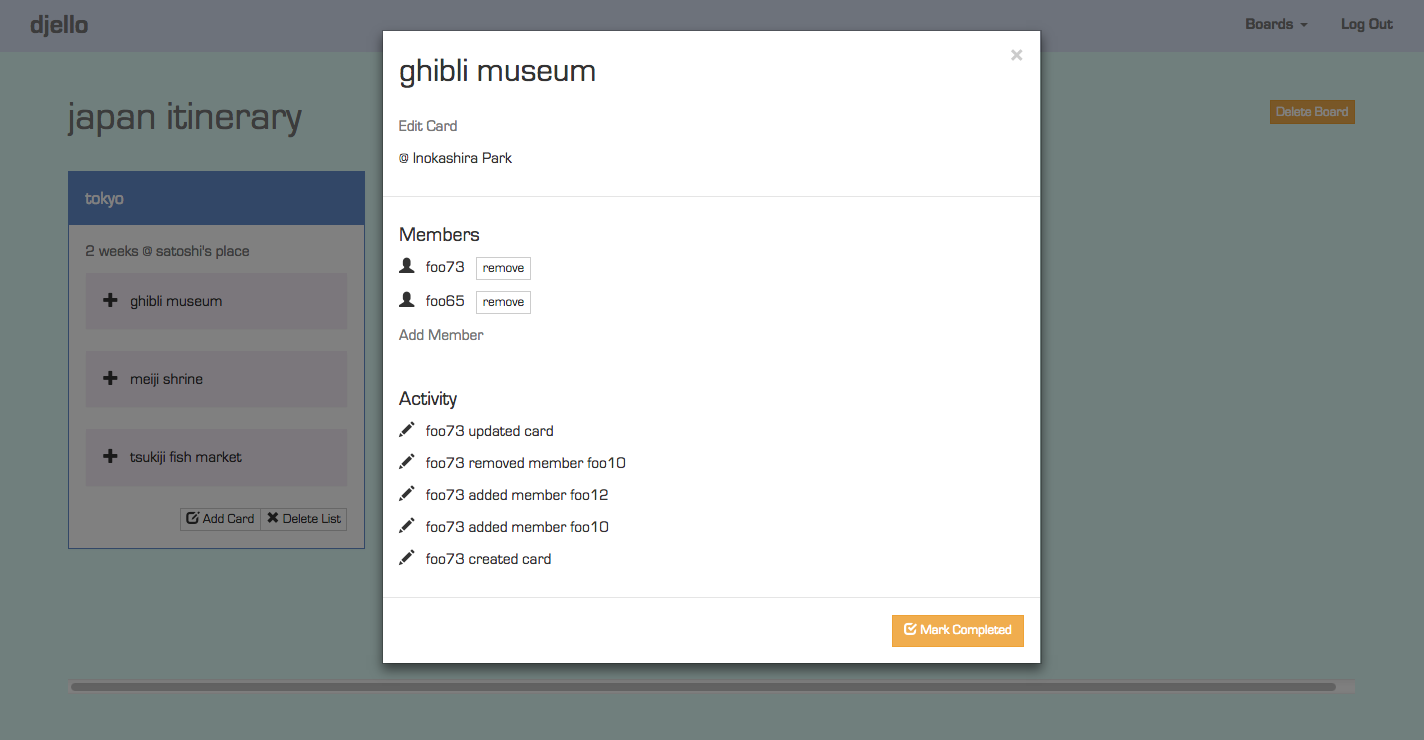 djello
Boards
Log Out
japan itinerary
Delete Board
tokyo
2 weeks @ satoshi's place
ghibli museum
meiji shrine
tsukiji fish market
Add Card
Delete List
×
ghibli museum
Edit Card
@ Inokashira Park
Members
foo73 remove
foo65 remove
Add Member
Activity
foo73 updated card
foo73 removed member foo10
foo73 added member foo12
foo73 added member foo10
foo73 created card
Mark Completed